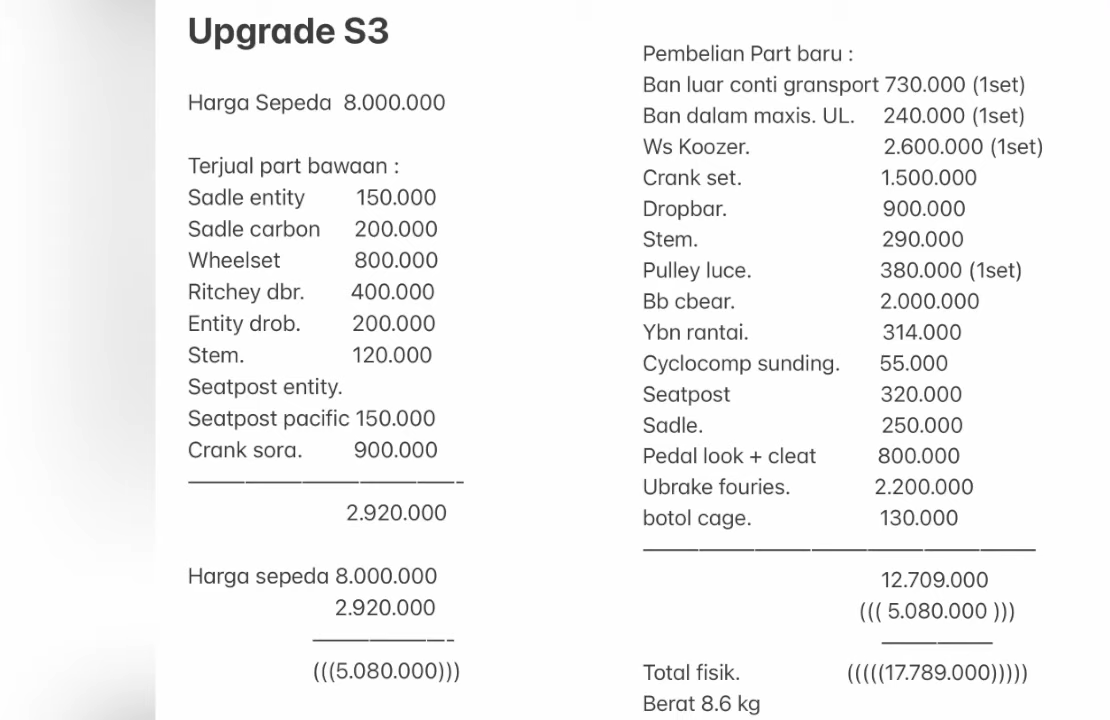 Upgrade S3
Harga Sepeda 8.000.000
Terjual part bawaan :
Sadle entity 150.000
Sadle carbon 200.000
Wheelset 800.000
Ritchey dbr. 400.000
Entity drob. 200.000
Stem. 120.000
Seatpost entity.
Seatpost pacific 150.000
Crank sora. 900.000
———————————————-
2.920.000
Harga sepeda 8.000.000
2.920.000
————————-
(((5.080.000)))
Pembelian Part baru :
Ban luar conti gransport 730.000 (1set)
Ban dalam maxis. UL. 240.000 (1set)
Ws Koozer. 2.600.000 (1set)
Crank set. 1.500.000
Dropbar. 900.000
Stem. 290.000
Pulley luce. 380.000 (1set)
Bb cbear. 2.000.000
Ybn rantai. 314.000
Cyclocomp sunding. 55.000
Seatpost 320.000
Sadle. 250.000
Pedal look + cleat 800.000
Ubrake fouries. 2.200.000
botol cage. 130.000
—————————————————————
12.709.000
((( 5.080.000 )))
——————
Total fisik. (((((17.789.000)))))
Berat 8.6 kg